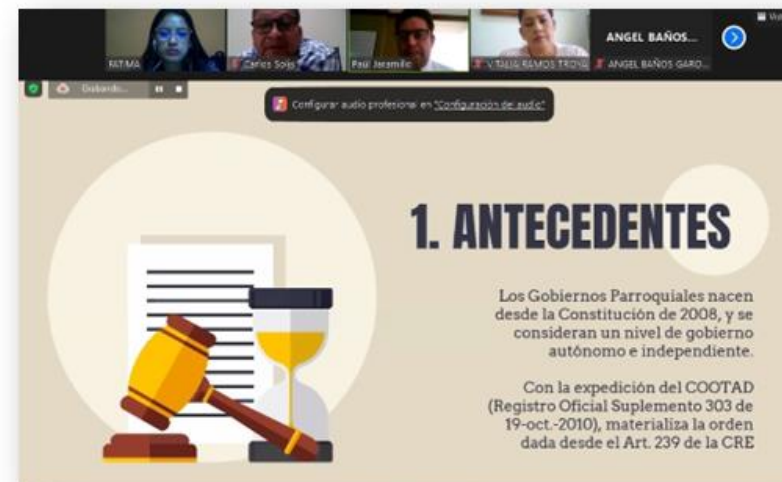 ANGEL BAÑOS...
FATIMA
Carlos Solis
Paúl Jaramillo
VITALIA RAMOS TROYA
ANGEL BAÑOS GARO...
Grabando...
Configurar audio profesional en "Configuración de audio"
1. ANTECEDENTES
Los Gobiernos Parroquiales nacen
desde la Constitución de 2008, y se
consideran un nivel de gobierno
autónomo e independiente.
Con la expedición del COOTAD
(Registro Oficial Suplemento 303 de
19-oct.-2010), materializa la orden
dada desde el Art. 239 de la CRE